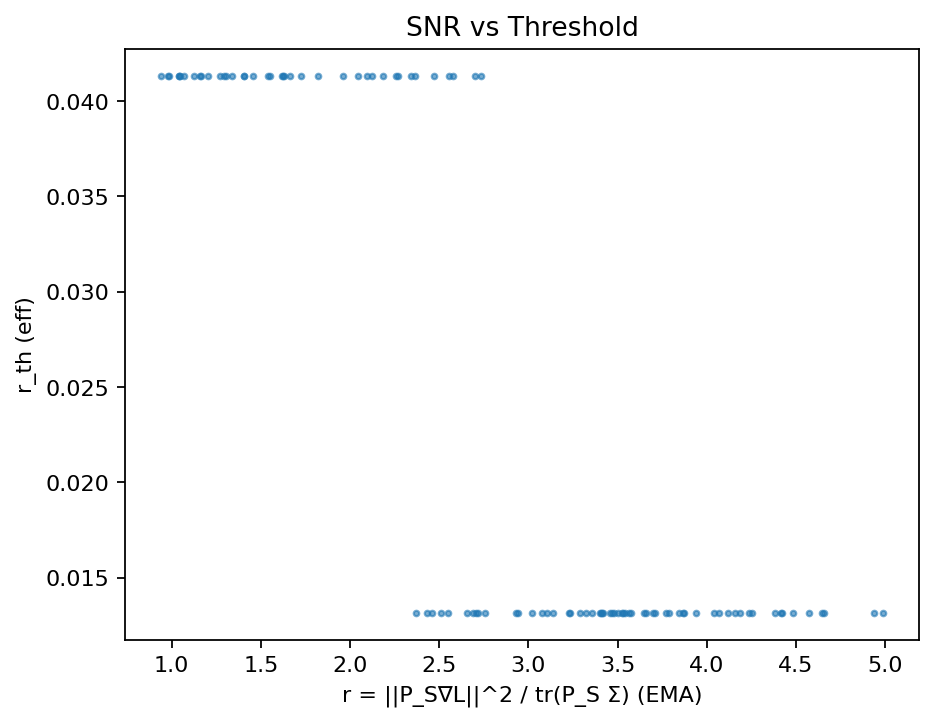 SNR vs Threshold
r_th (eff)
0.040
0.035
0.030
0.025
0.020
0.015
1.0 1.5 2.0 2.5 3.0 3.5 4.0 4.5 5.0
r = ||P_S∇L||^2 / tr(P_S Σ) (EMA)